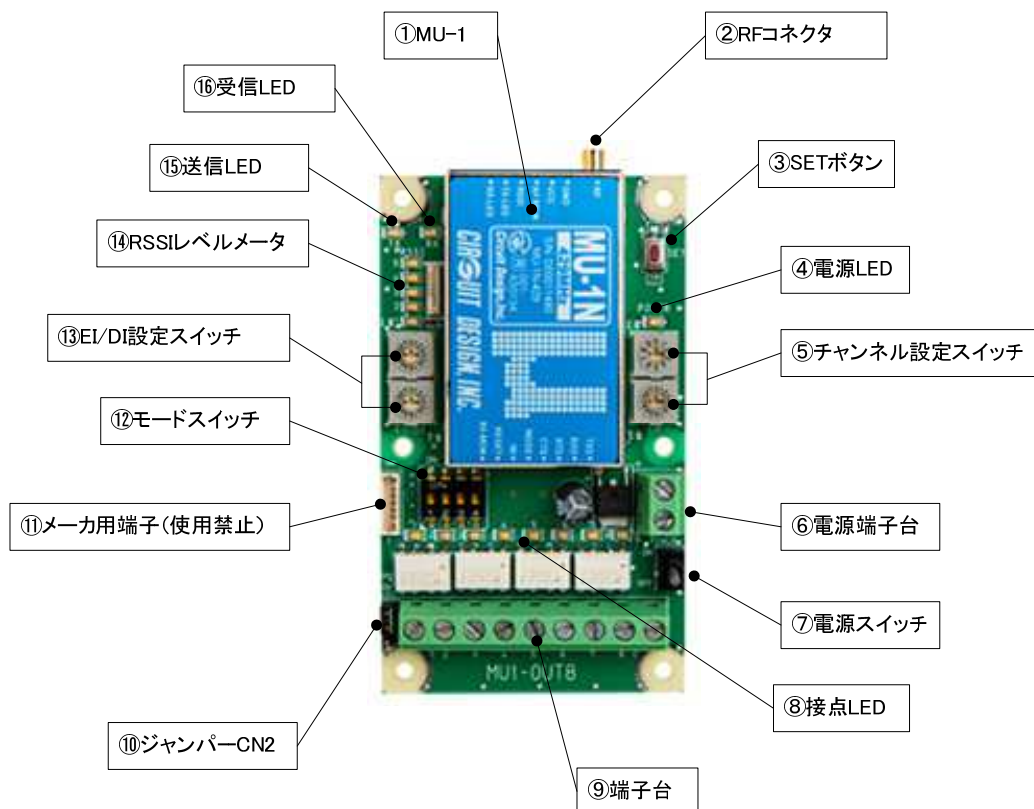 ①MU-1
②RFコネクタ
⑯受信LED
⑮送信LED
③SETボタン
⑭RSSIレベルメータ
④電源LED
⑬EI/DI設定スイッチ
⑤チャンネル設定スイッチ
⑫モードスイッチ
⑪メーカ用端子(使用禁止)
⑥電源端子台
⑦電源スイッチ
⑧接点LED
⑩ジャンパーCN2
⑨端子台
MU-1N
Circuit Design, Inc.
CIRCUIT DESIGN, INC.
MU1-OUT8